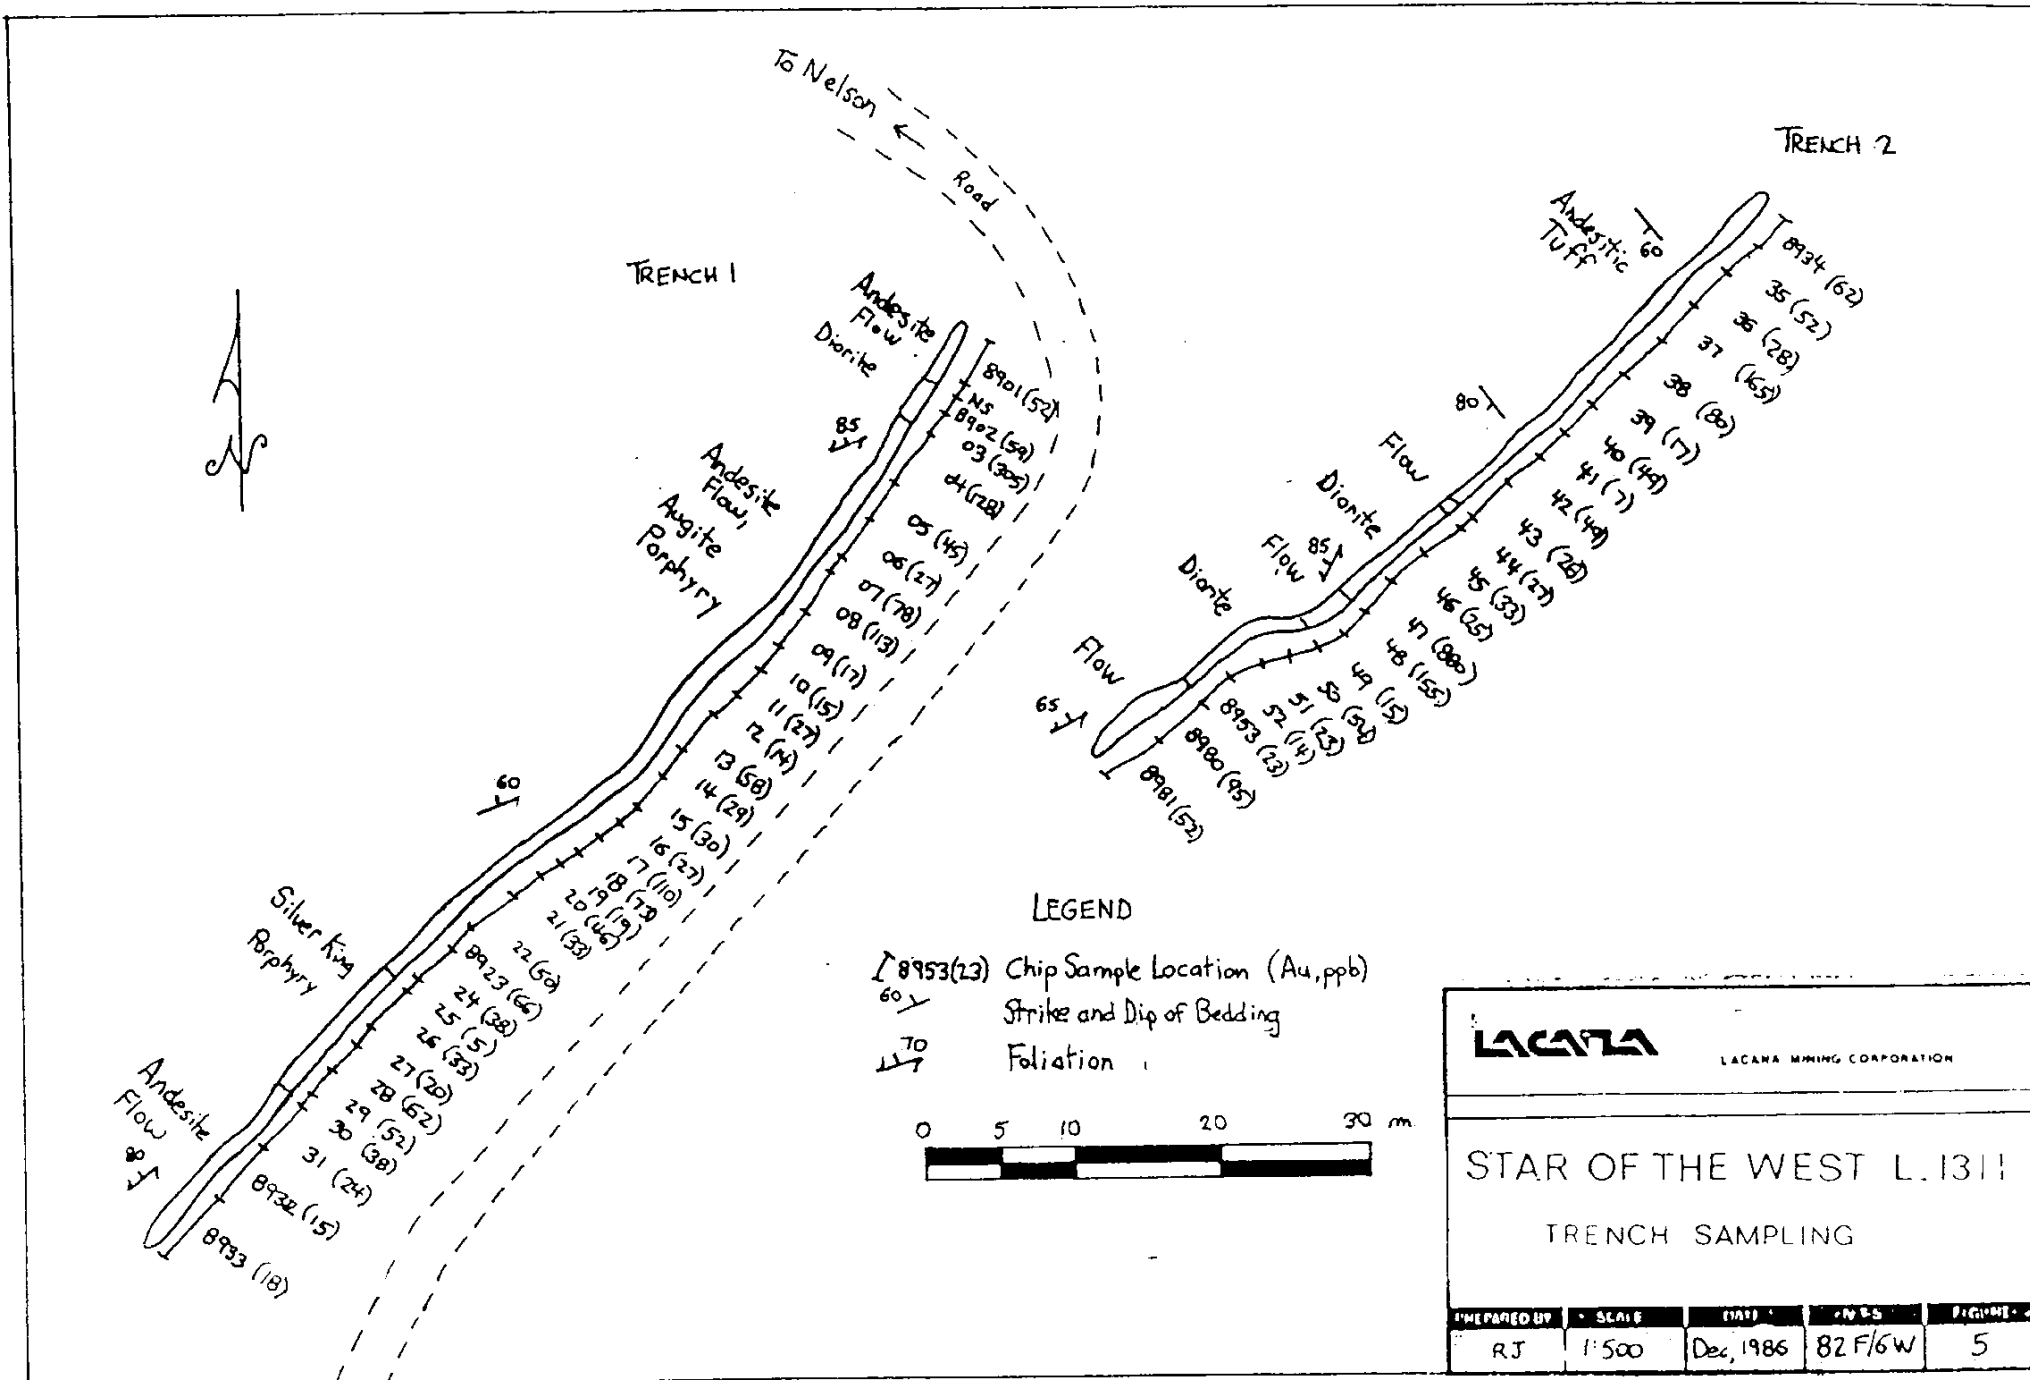 To Nelson
Road
TRENCH 1
Andesite
Flow
Diorite
85
Andesite
Flow,
Augite
Porphyry
60
Silver King
Porphyry
Andesite
Flow
80
8901 (52)
NS
8902 (59)
03 (305)
04 (128)
05 (45)
06 (27)
07 (78)
08 (113)
09 (17)
10 (15)
11 (27)
12 (14)
13 (58)
14 (29)
15 (30)
16 (27)
17 (110)
18 (73)
19 (19)
20 (46)
21 (33)
22 (50)
8923 (66)
24 (38)
25 (5)
26 (33)
27 (20)
28 (62)
29 (52)
30 (38)
31 (24)
8932 (15)
8933 (18)
N
TRENCH 2
Andesitic
Tuff
60
80
Flow
Diorite
Flow
85
Diorite
Flow
65
8934 (62)
35 (52)
36 (28)
37 (165)
38 (80)
39 (17)
40 (49)
41 (7)
42 (49)
43 (26)
44 (27)
45 (33)
46 (25)
47 (880)
48 (155)
49 (15)
50 (54)
51 (23)
52 (14)
8953 (23)
8980 (95)
8981 (52)
LEGEND
8953(23) Chip Sample Location (Au, ppb)
60 Strike and Dip of Bedding
70 Foliation
0 5 10 20 30 m
LACANA
LACANA MINING CORPORATION
STAR OF THE WEST L. 1311
TRENCH SAMPLING
PREPARED BY SCALE DATE N.T.S. FIGURE
RJ 1:500 Dec, 1986 82 F/6W 5